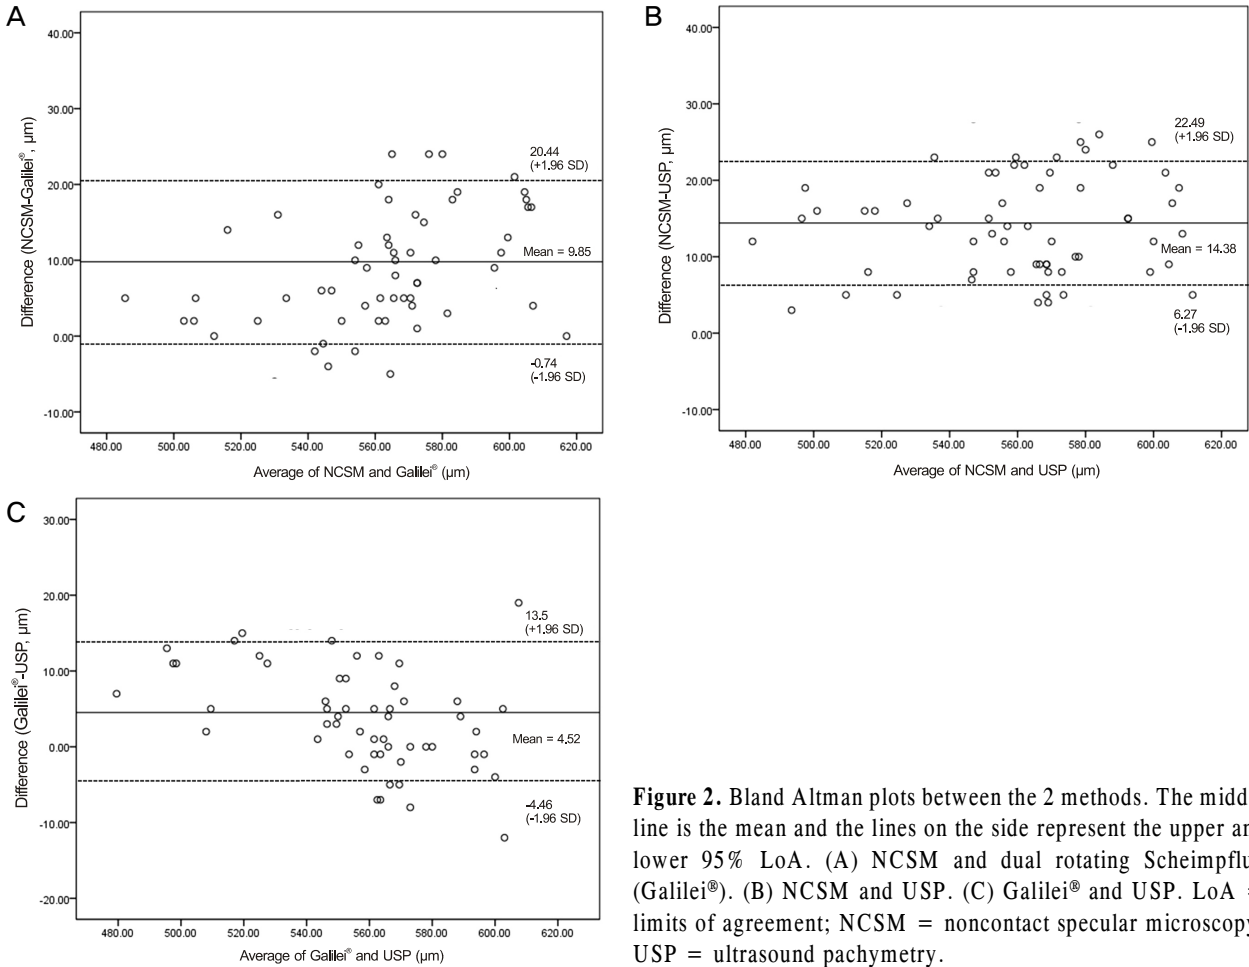 A
40.00
30.00
20.00
10.00
0.00
-10.00
Difference (NCSM-Galilei®, μm)
20.44
(+1.96 SD)
Mean = 9.85
-0.74
(-1.96 SD)
480.00 500.00 520.00 540.00 560.00 580.00 600.00 620.00
Average of NCSM and Galilei® (μm)
B
40.00
30.00
20.00
10.00
0.00
-10.00
Difference (NCSM-USP, μm)
22.49
(+1.96 SD)
Mean = 14.38
6.27
(-1.96 SD)
480.00 500.00 520.00 540.00 560.00 580.00 600.00 620.00
Average of NCSM and USP (μm)
C
30.00
20.00
10.00
0.00
-10.00
-20.00
Difference (Galilei®-USP, μm)
13.5
(+1.96 SD)
Mean = 4.52
-4.46
(-1.96 SD)
480.00 500.00 520.00 540.00 560.00 580.00 600.00 620.00
Average of Galilei® and USP (μm)
Figure 2. Bland Altman plots between the 2 methods. The midd
line is the mean and the lines on the side represent the upper an
lower 95% LoA. (A) NCSM and dual rotating Scheimpflu
(Galilei®). (B) NCSM and USP. (C) Galilei® and USP. LoA =
limits of agreement; NCSM = noncontact specular microscopy
USP = ultrasound pachymetry.